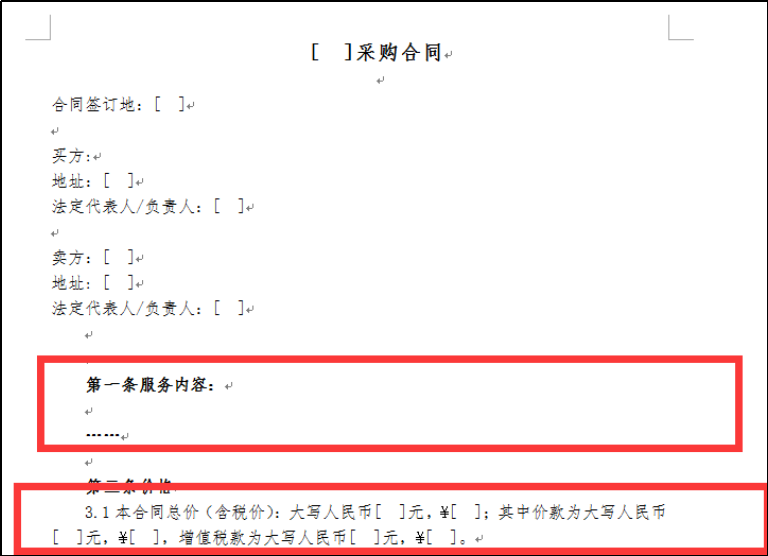 [  ]采购合同
合同签订地：[  ]
买方:
地址：[  ]
法定代表人/负责人：[  ]
卖方：[  ]
地址：[  ]
法定代表人/负责人：[  ]
第一条服务内容：
……
第三条价格
3.1本合同总价（含税价）：大写人民币[  ]元，¥[  ]；其中价款为大写人民币
[  ]元，¥[  ]，增值税款为大写人民币[  ]元，¥[  ]。